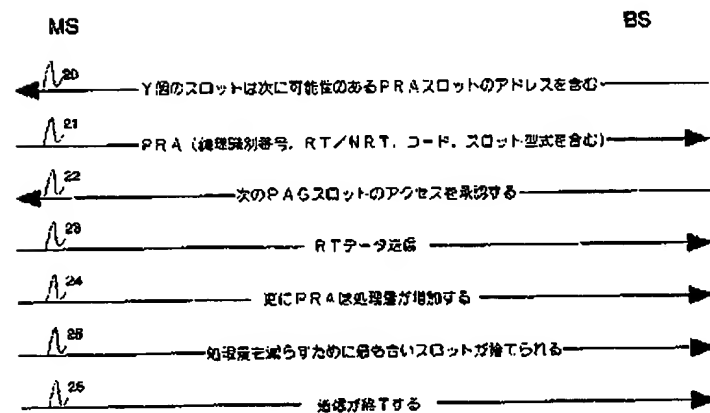 MS
BS
20
Y個のスロットは次に可能性のあるPRAスロットのアドレスを含む
21
PRA (論理識別番号、RT/NRT、コード、スロット型式を含む)
22
次のPAGスロットのアクセスを承認する
23
RTデータ送信
24
更にPRAは処理量が増加する
25
処理量を減らすために最も古いスロットが捨てられる
26
通信が終了する